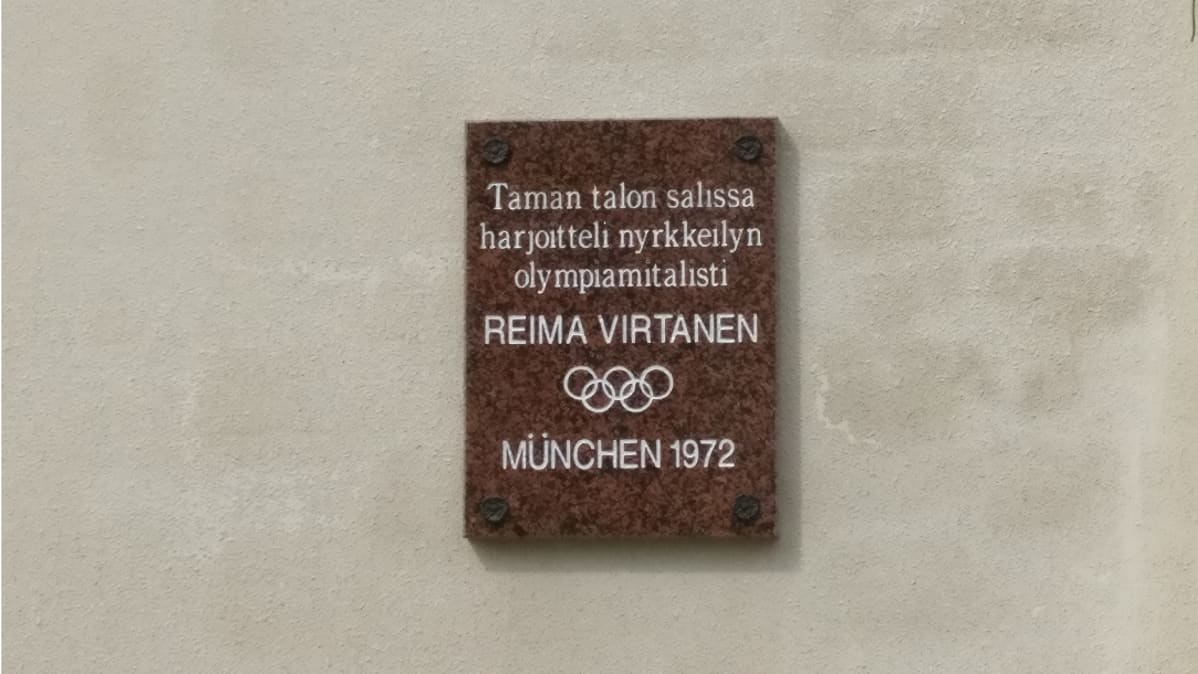 Taman talon salissa
harjoitteli nyrkkeilyn
olympiamitalisti
REIMA VIRTANEN
MÜNCHEN 1972